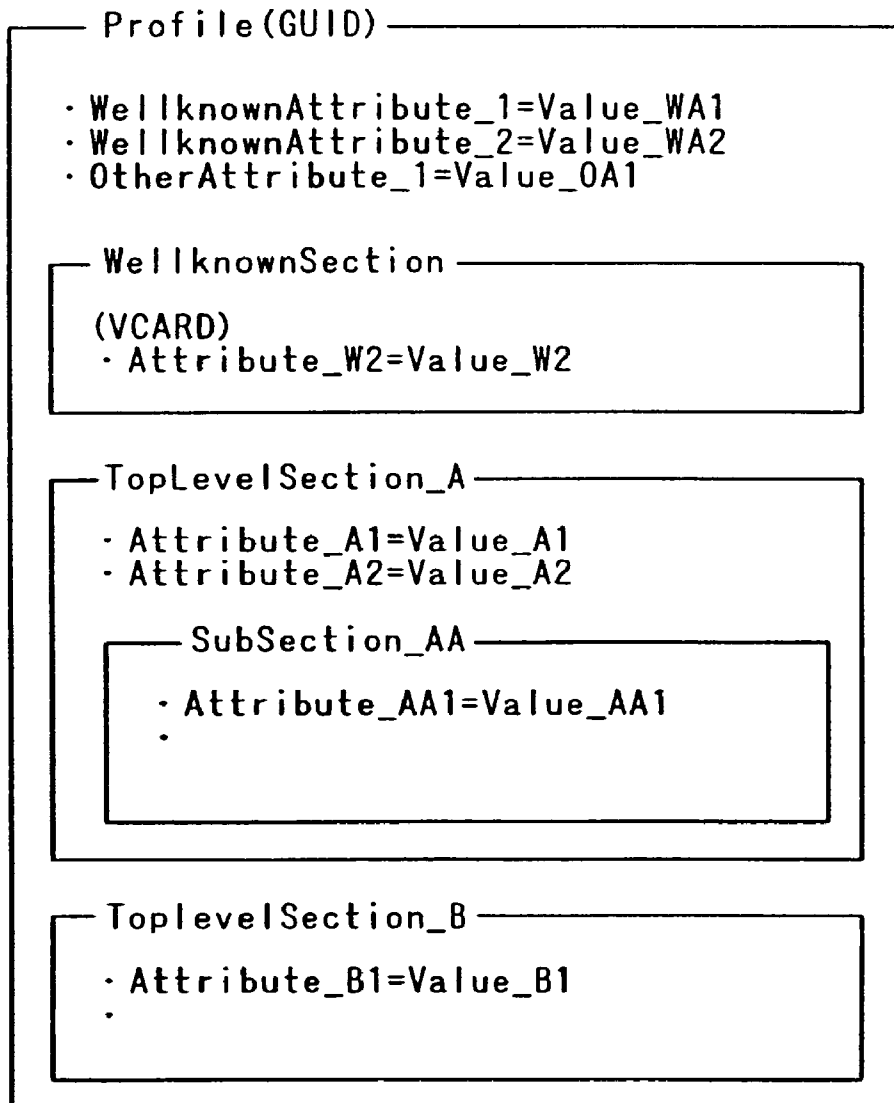 Profile(GUID)
· WellknownAttribute_1=Value_WA1
· WellknownAttribute_2=Value_WA2
· OtherAttribute_1=Value_OA1
WellknownSection
(VCARD)
· Attribute_W2=Value_W2
TopLevelSection_A
· Attribute_A1=Value_A1
· Attribute_A2=Value_A2
SubSection_AA
· Attribute_AA1=Value_AA1
·
ToplevelSection_B
· Attribute_B1=Value_B1
·